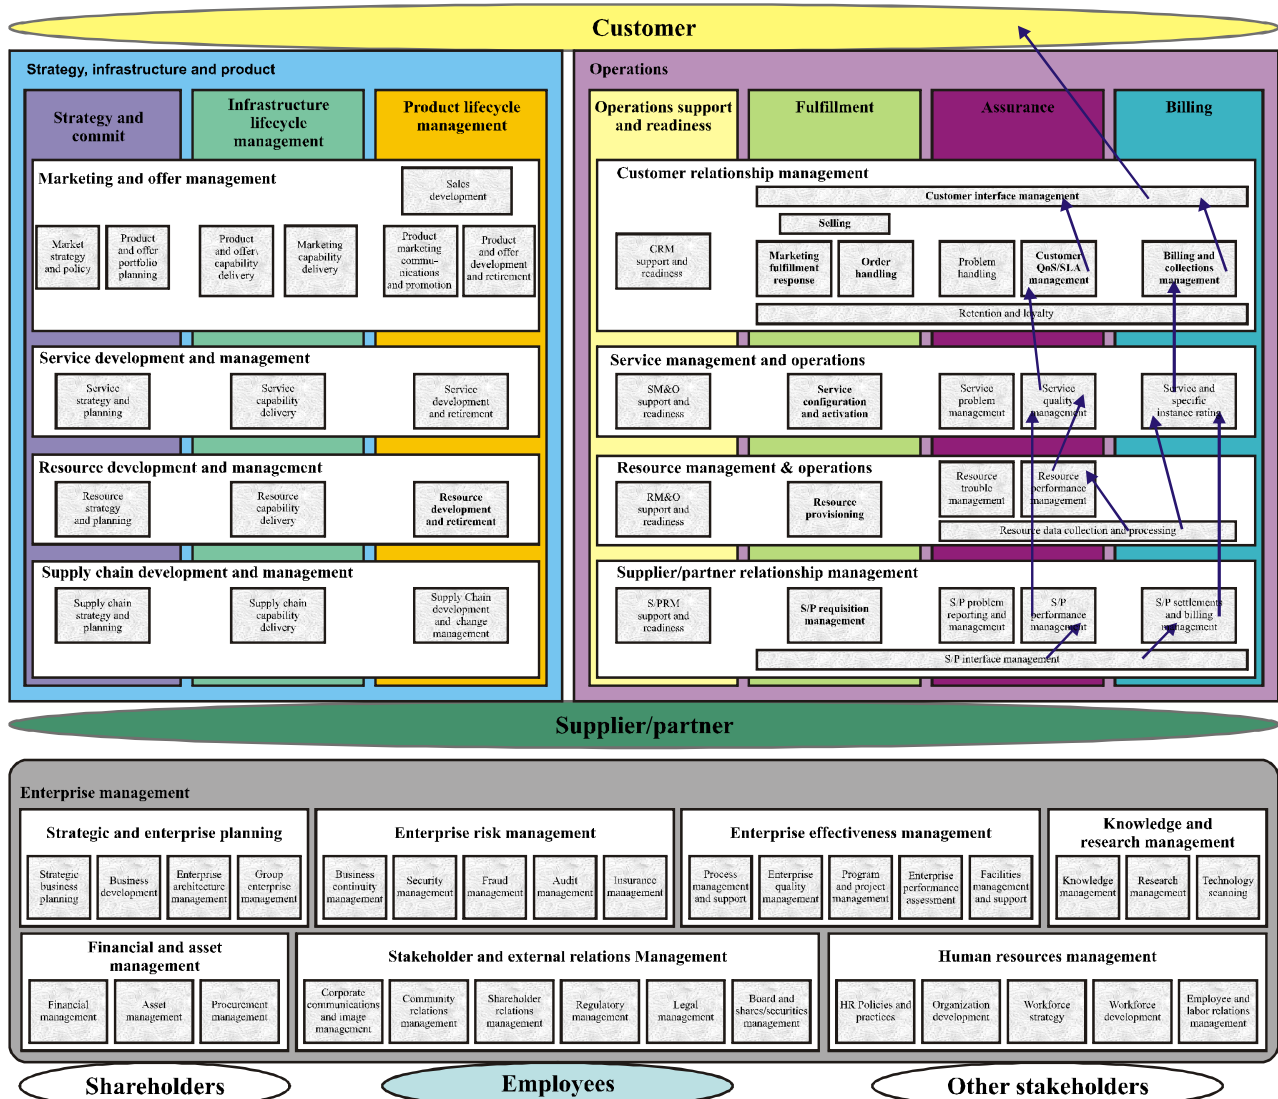 Customer
Strategy, infrastructure and product
Strategy and
commit
Infrastructure
lifecycle
management
Product lifecycle
management
Marketing and offer management
Sales
development
Market
strategy
and policy
Product
and offer
portfolio
planning
Product
and offer\
capability
delivery
Marketing
capability
delivery
Product
marketing
commu-
nications
and promotion
Product
and offer
development
and retirement
Service development and management
Service
strategy and
planning
Service
capability
delivery
Service
development
and retirement
Resource development and management
Resource
strategy
and planning
Resource
capability
delivery
Resource
development
and retirement
Supply chain development and management
Supply chain
strategy and
planning
Supply chain
capability
delivery
Supply Chain
development
and change
management
Operations
Operations support
and readiness
Fulfillment
Assurance
Billing
Customer relationship management
Customer interface management
Selling
CRM
support and
readiness
Marketing
fulfillment
response
Order
handling
Problem
handling
Customer
QoS/SLA
management
Billing and
collections
management
Retention and loyalty
Service management and operations
SM&O
support and
readiness
Service
configuration
and activation
Service
problem
management
Service
quality
management
Service and
specific
instance rating
Resource management & operations
RM&O
support and
readiness
Resource
provisioning
Resource
trouble
management
Resource
performance
management
Resource data collection and processing
Supplier/partner relationship management
S/PRM
support and
readiness
S/P requisition
management
S/P problem
reporting and
management
S/P
performance
management
S/P settlements
and billing
management
S/P interface management
Supplier/partner
Enterprise management
Strategic and enterprise planning
Strategic
business
planning
Business
development
Enterprise
architecture
management
Group
enterprise
management
Enterprise risk management
Business
continuity
management
Security
management
Fraud
management
Audit
management
Insurance
management
Enterprise effectiveness management
Process
management
and support
Enterprise
quality
management
Program
and project
management
Enterprise
performance
assessment
Facilities
management
and support
Knowledge and
research management
Knowledge
management
Research
management
Technology
scanning
Financial and asset
management
Financial
management
Asset
management
Procurement
management
Stakeholder and external relations Management
Corporate
communications
and image
management
Community
relations
management
Shareholder
relations
management
Regulatory
management
Legal
management
Board and
shares/securities
management
Human resources management
HR Policies and
practices
Organization
development
Workforce
strategy
Workforce
development
Employee and
labor relations
management
Shareholders
Employees
Other stakeholders